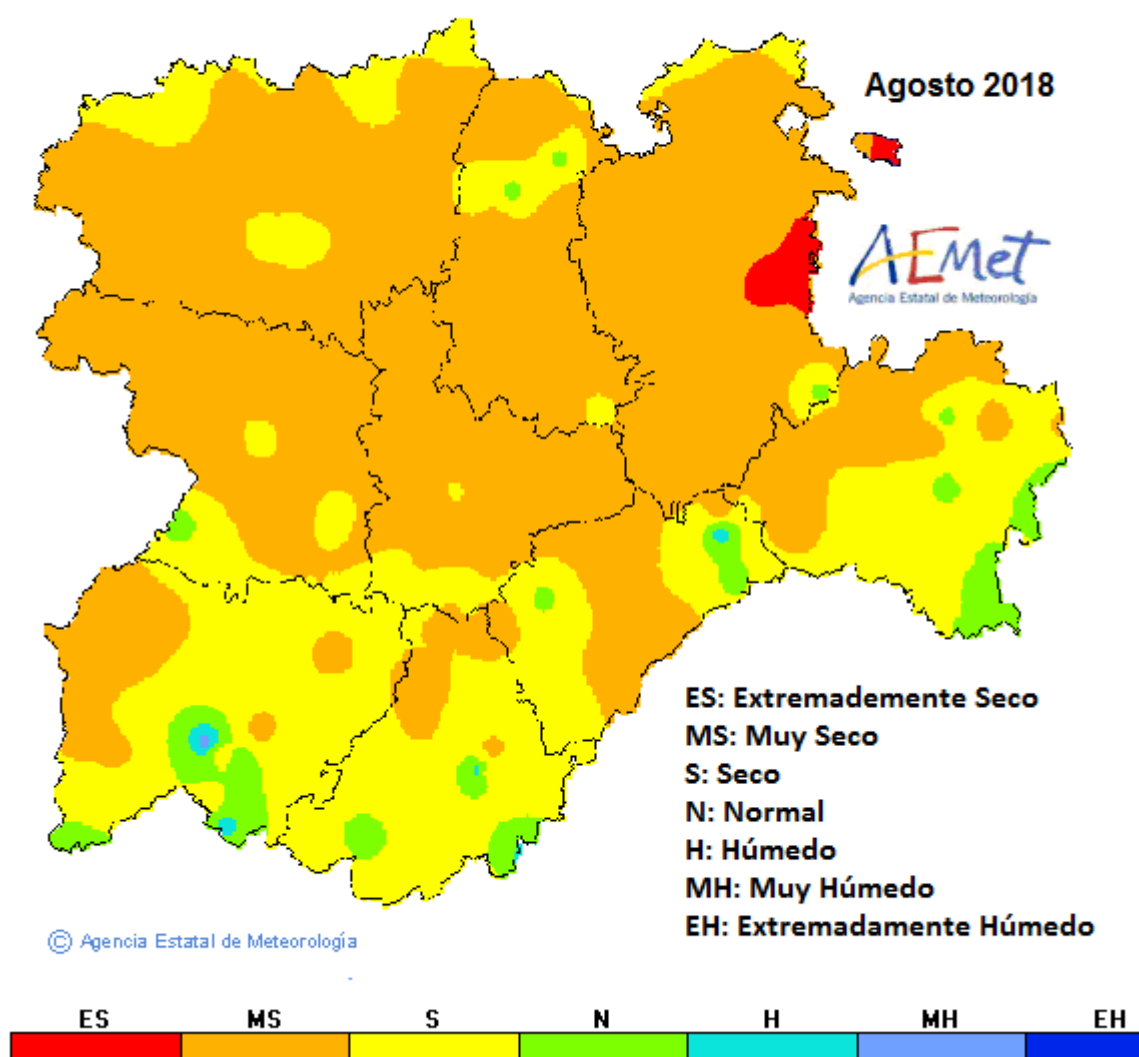 Agosto 2018
AEMet
Agencia Estatal de Meteorología
ES: Extremademente Seco
MS: Muy Seco
S: Seco
N: Normal
H: Húmedo
MH: Muy Húmedo
EH: Extremadamente Húmedo
© Agencia Estatal de Meteorología
ES MS S N H MH EH